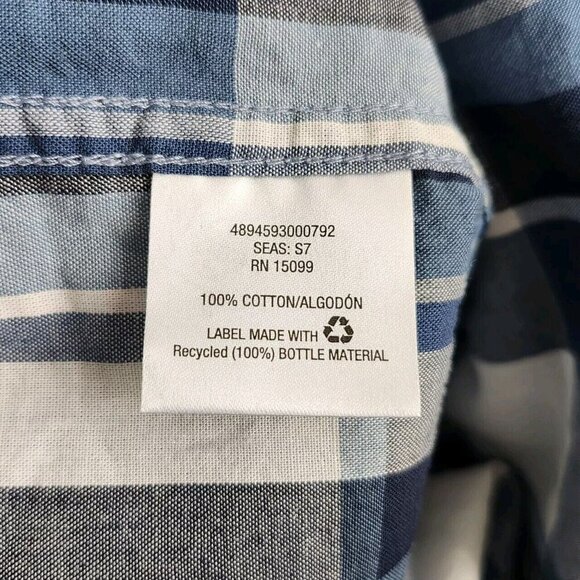 4894593000792
SEAS: S7
RN 15099
100% COTTON/ALGODÓN
LABEL MADE WITH
Recycled (100%) BOTTLE MATERIAL